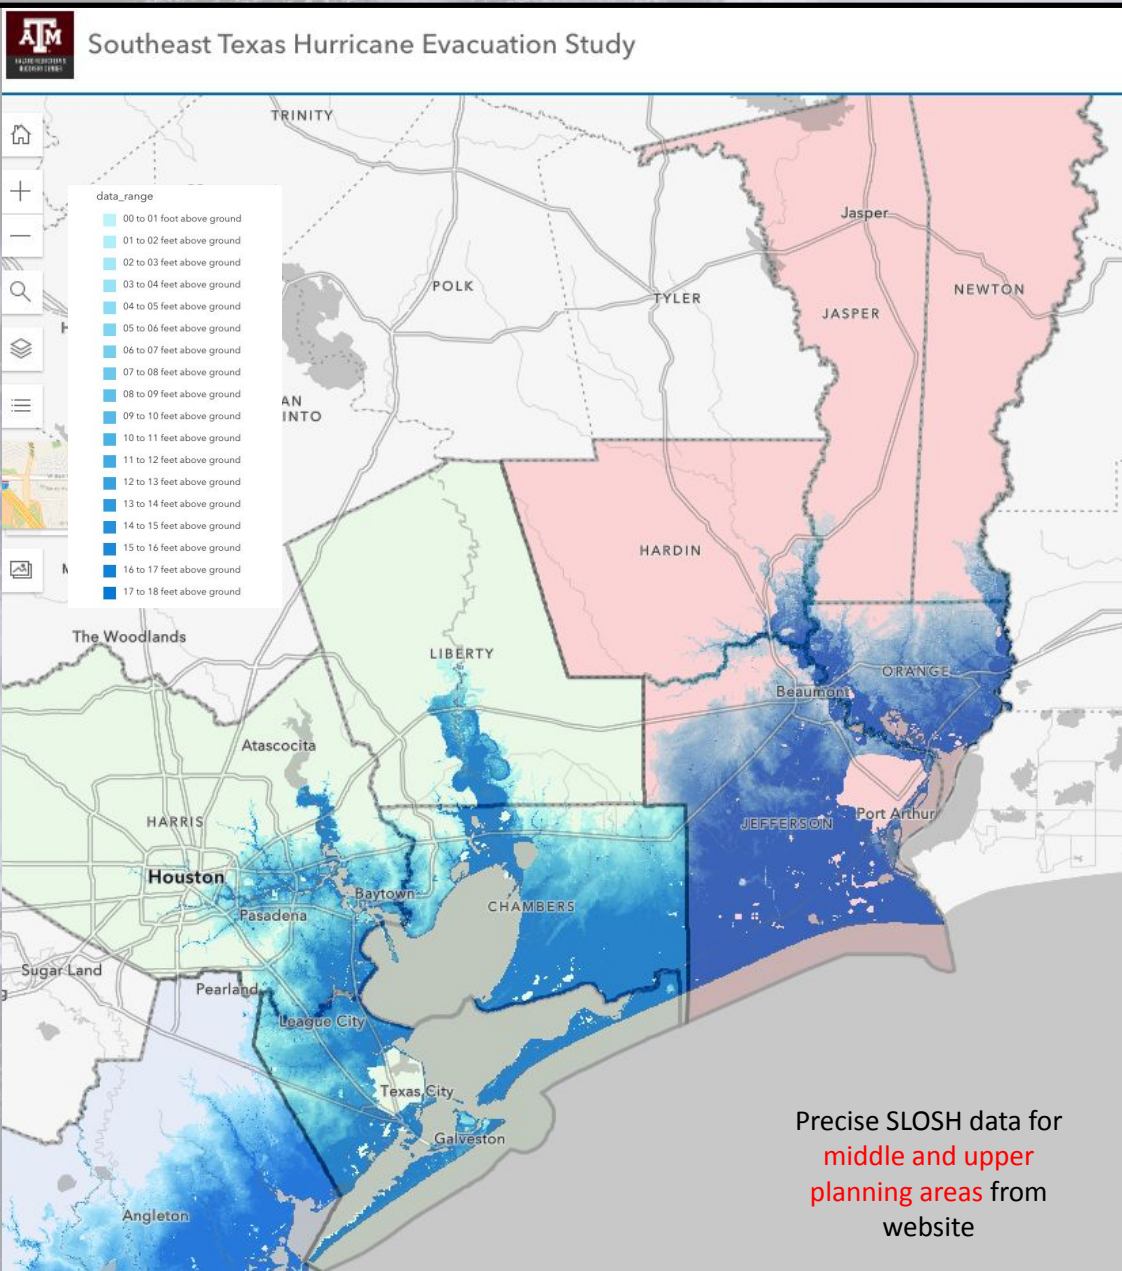 ĀM
Southeast Texas Hurricane Evacuation Study
TRINITY
data_range
00 to 01 foot above ground
01 to 02 feet above ground
02 to 03 feet above ground
03 to 04 feet above ground
04 to 05 feet above ground
05 to 06 feet above ground
06 to 07 feet above ground
07 to 08 feet above ground
08 to 09 feet above ground
09 to 10 feet above ground
10 to 11 feet above ground
11 to 12 feet above ground
12 to 13 feet above ground
13 to 14 feet above ground
14 to 15 feet above ground
15 to 16 feet above ground
16 to 17 feet above ground
17 to 18 feet above ground
Jasper
POLK
NEWTON
TYLER
JASPER
AN
INTO
HARDIN
The Woodlands
LIBERTY
ORANGE
Beaumont
Atascocita
HARRIS
JEFFERSON
Port Arthur
Houston
Baytown
CHAMBERS
Pasadena
Sugar Land
Pearland
League City
Texas City
Galveston
Angleton
Precise SLOSH data for
middle and upper
planning areas from
website